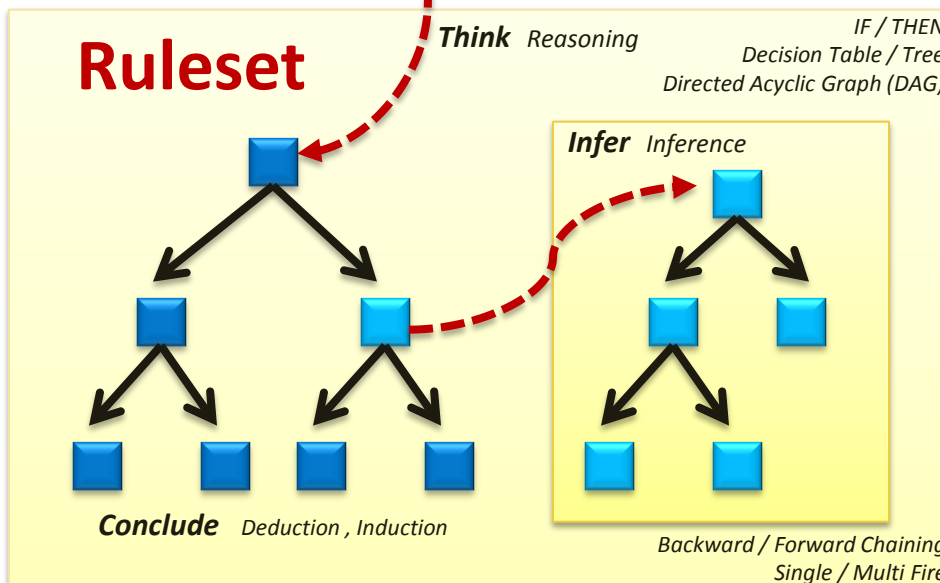 Ruleset
Think Reasoning
IF / THEN
Decision Table / Tree
Directed Acyclic Graph (DAG)
Infer Inference
Conclude Deduction , Induction
Backward / Forward Chaining
Single / Multi Fire